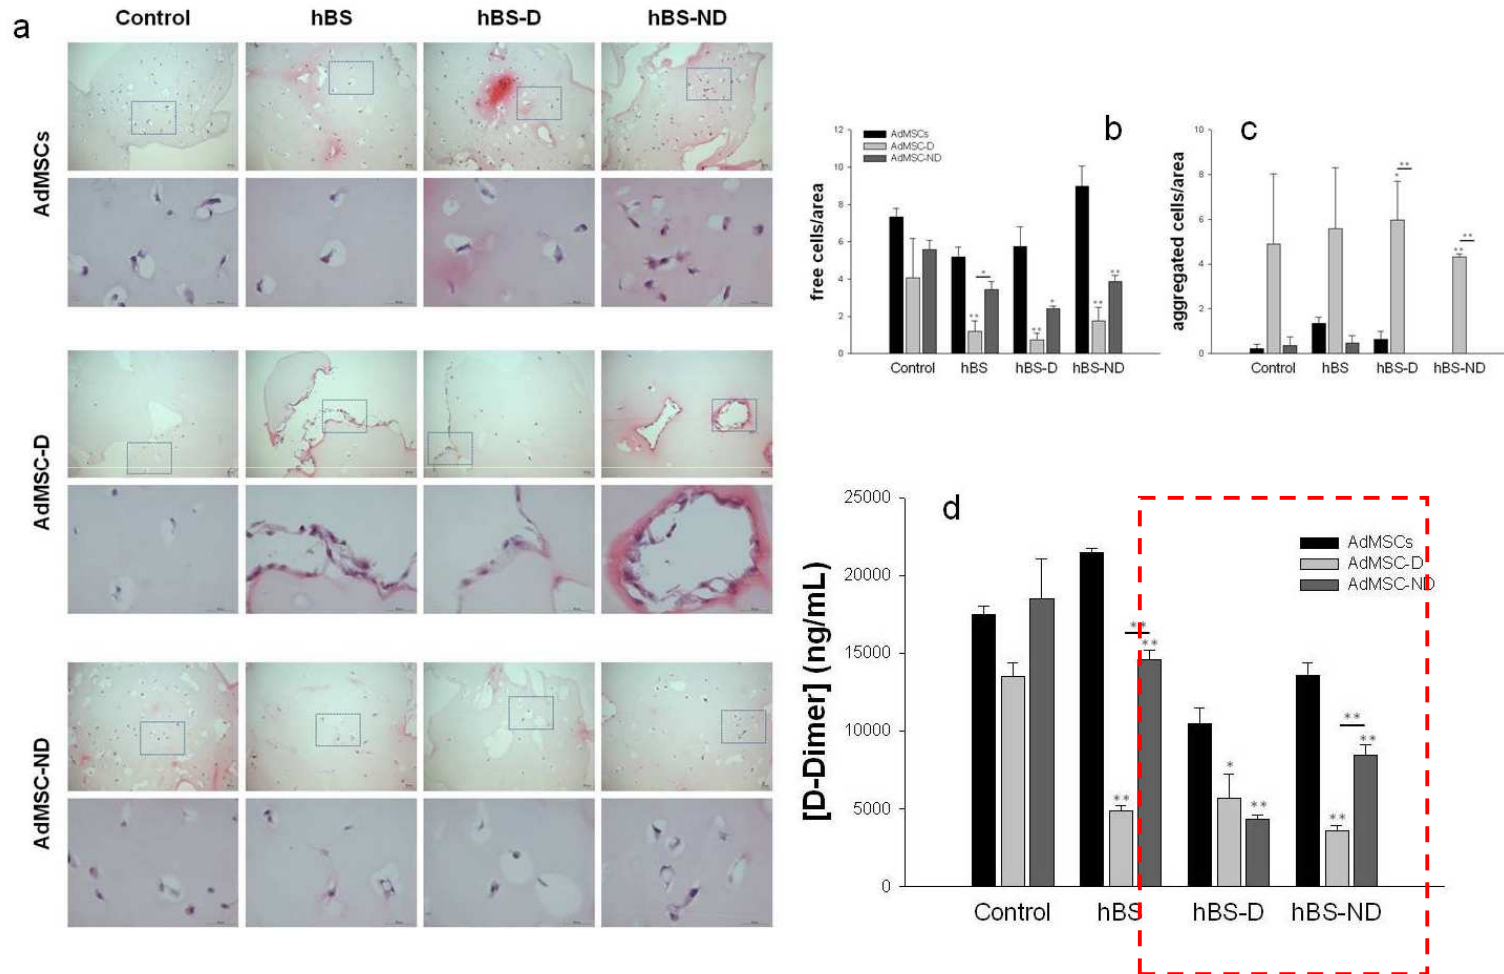 a
Control hBS hBS-D hBS-ND
AdMSCs
AdMSC-D
AdMSC-ND
b
12
10
8
6
4
2
0
free cells/area
AdMSCs
AdMSC-D
AdMSC-ND
*
**
**
*
**
**
Control hBS hBS-D hBS-ND
c
10
8
6
4
2
0
aggregated cells/area
**
*
**
**
Control hBS hBS-D hBS-ND
d
25000
20000
15000
10000
5000
0
[D-Dimer] (ng/mL)
AdMSCs
AdMSC-D
AdMSC-ND
**
**
**
*
**
**
**
**
Control hBS hBS-D hBS-ND